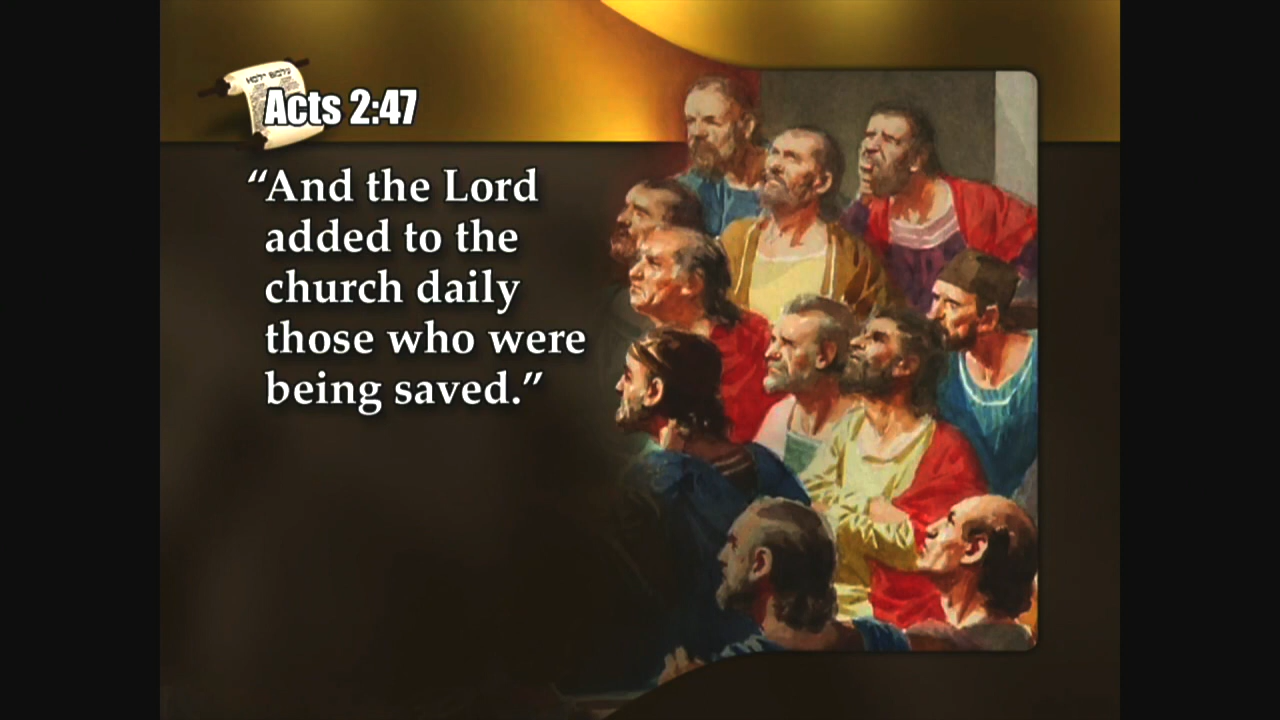 Acts 2:47
“And the Lord
added to the
church daily
those who were
being saved.”